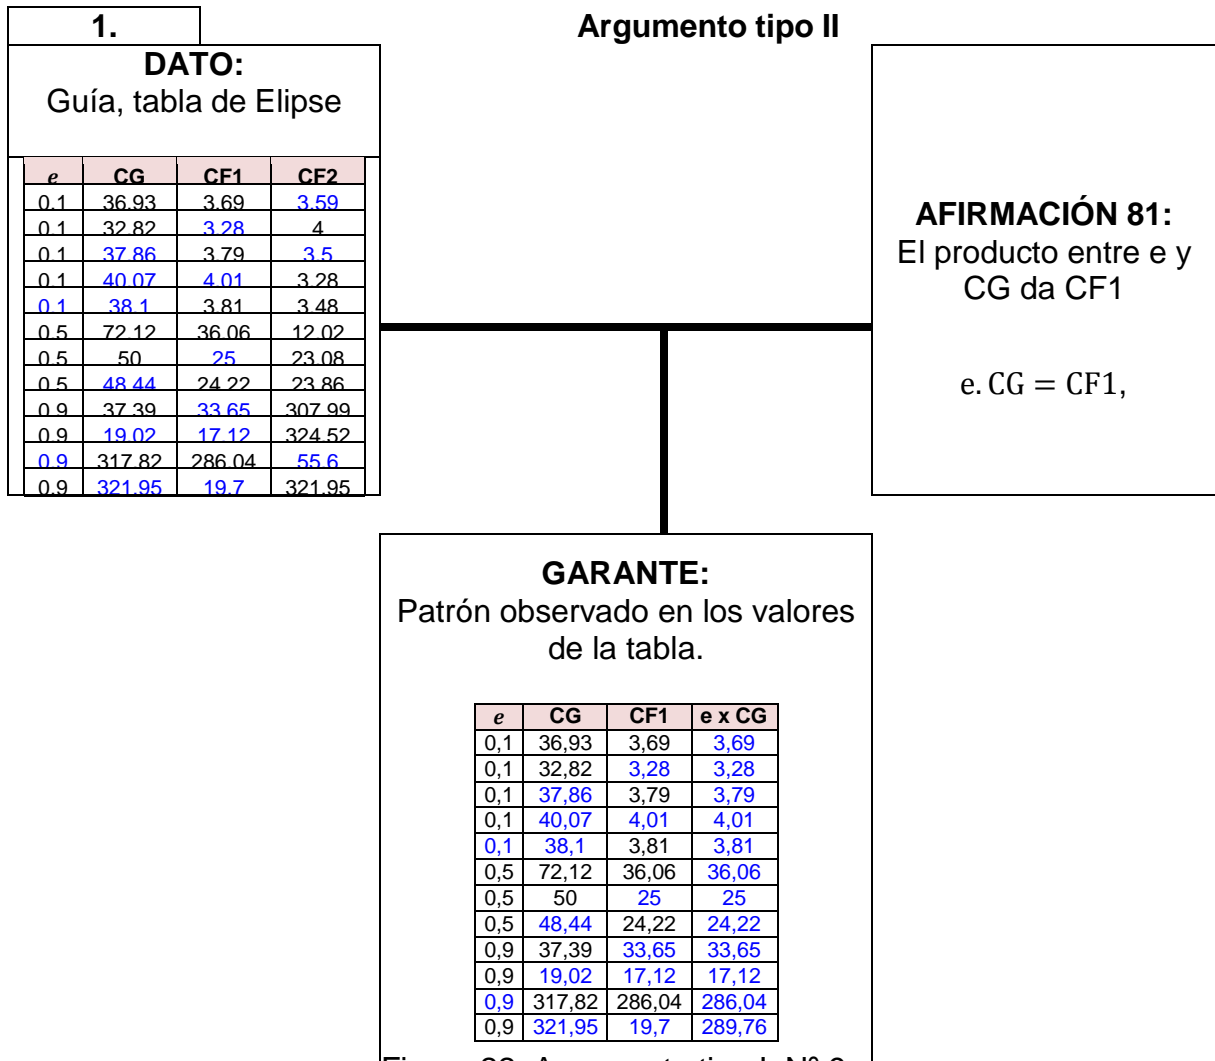 1.
Argumento tipo II
DATO:
Guía, tabla de Elipse
e CG CF1 CF2
0.1 36.93 3.69 3.59
0.1 32.82 3.28 4
0.1 37.86 3.79 3.5
0.1 40.07 4.01 3.28
0.1 38.1 3.81 3.48
0.5 72.12 36.06 12.02
0.5 50 25 23.08
0.5 48.44 24.22 23.86
0.9 37.39 33.65 307.99
0.9 19.02 17.12 324.52
0.9 317.82 286.04 55.6
0.9 321.95 19.7 321.95
AFIRMACIÓN 81:
El producto entre e y
CG da CF1
e. CG = CF1,
GARANTE:
Patrón observado en los valores
de la tabla.
e CG CF1 e x CG
0,1 36,93 3,69 3,69
0,1 32,82 3,28 3,28
0,1 37,86 3,79 3,79
0,1 40,07 4,01 4,01
0,1 38,1 3,81 3,81
0,5 72,12 36,06 36,06
0,5 50 25 25
0,5 48,44 24,22 24,22
0,9 37,39 33,65 33,65
0,9 19,02 17,12 17,12
0,9 317,82 286,04 286,04
0,9 321,95 19,7 289,76